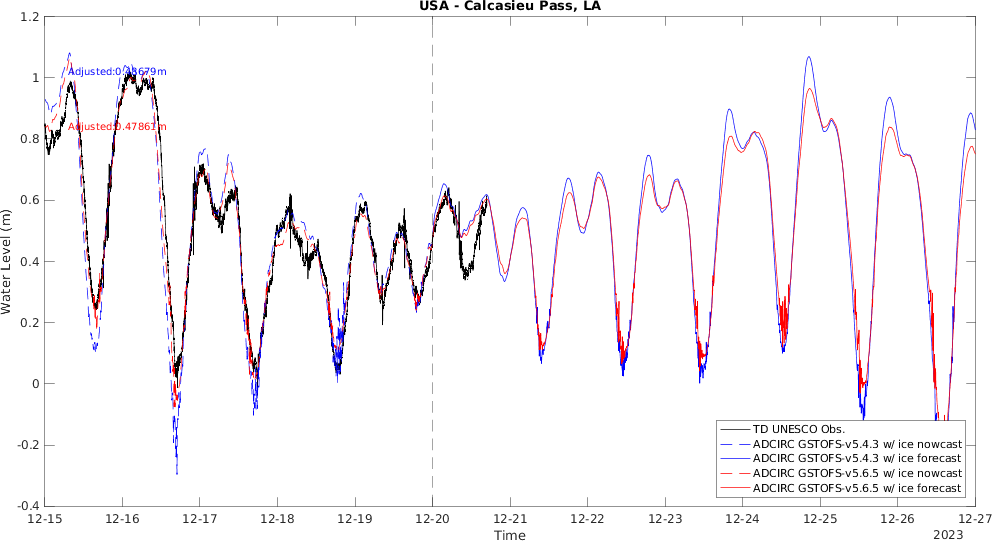 USA - Calcasieu Pass, LA
1.2
1
0.8
0.6
0.4
0.2
0
-0.2
-0.4
Water Level (m)
Adjusted:0.47861m
TD UNESCO Obs.
ADCIRC GSTOFS-v5.4.3 w/ ice nowcast
ADCIRC GSTOFS-v5.4.3 w/ ice forecast
ADCIRC GSTOFS-v5.6.5 w/ ice nowcast
ADCIRC GSTOFS-v5.6.5 w/ ice forecast
12-15 12-16 12-17 12-18 12-19 12-20 12-21 12-22 12-23 12-24 12-25 12-26 12-27
Time
2023